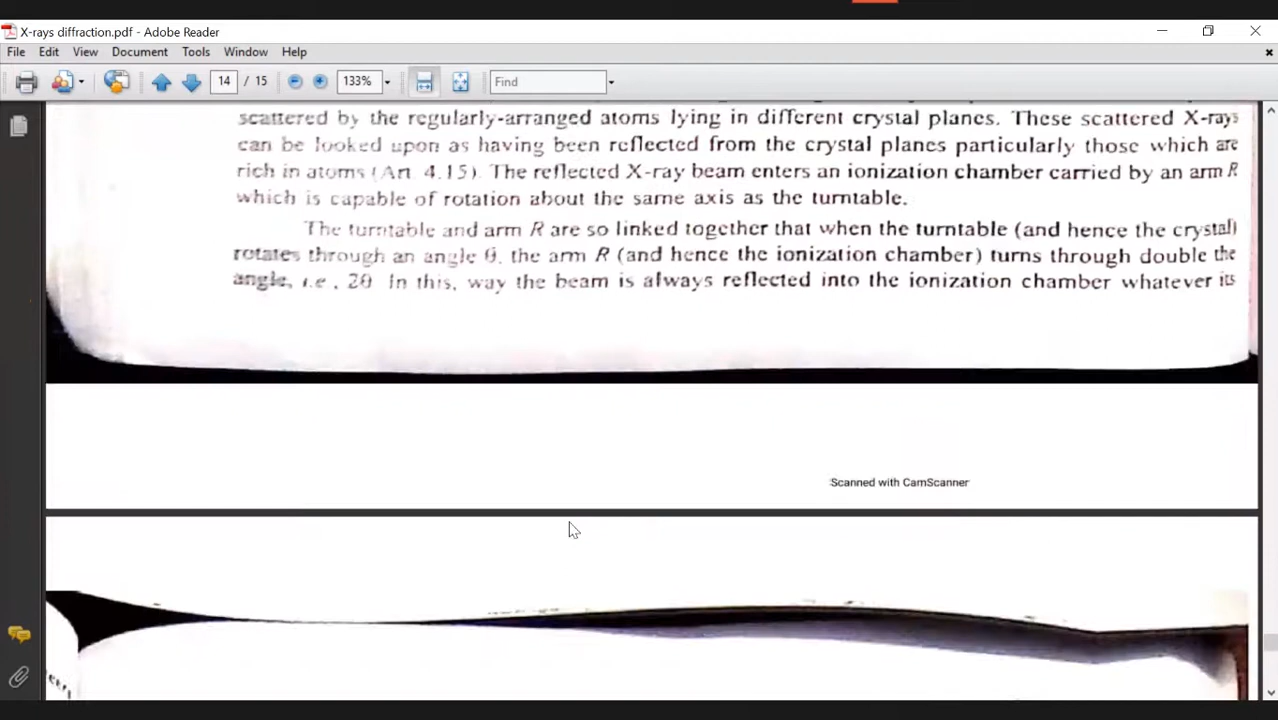 X-rays diffraction.pdf - Adobe Reader
File Edit View Document Tools Window Help
14 / 15 133% Find
scattered by the regularly-arranged atoms lying in different crystal planes. These scattered X-rays
can be looked upon as having been reflected from the crystal planes particularly those which are
rich in atoms (Art 4.15). The reflected X-ray beam enters an ionization chamber carried by an arm R
which is capable of rotation about the same axis as the turntable.
The turntable and arm R are so linked together that when the turntable (and hence the crystal)
rotates through an angle θ, the arm R (and hence the ionization chamber) turns through double the
angle, i.e , 2θ In this, way the beam is always reflected into the ionization chamber whatever its
Scanned with CamScanner